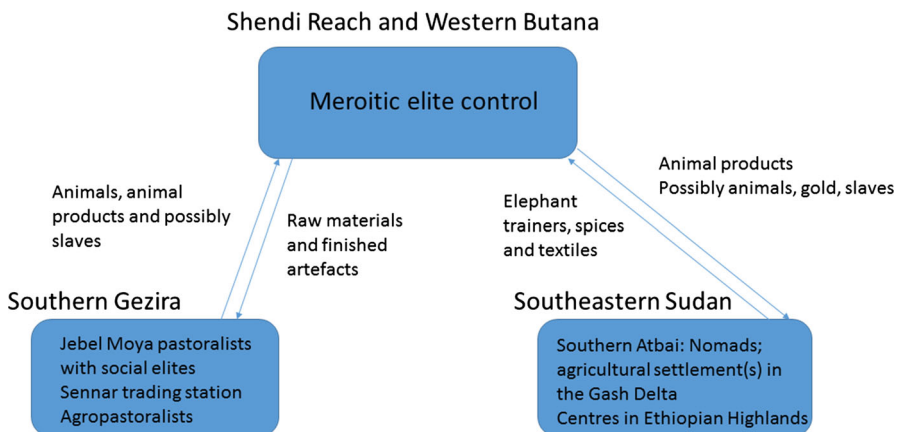 Shendi Reach and Western Butana
Meroitic elite control
Animals, animal
products and possibly
slaves
Raw materials
and finished
artefacts
Elephant
trainers, spices
and textiles
Animal products
Possibly animals, gold, slaves
Southern Gezira
Jebel Moya pastoralists
with social elites
Sennar trading station
Agropastoralists
Southeastern Sudan
Southern Atbai: Nomads;
agricultural settlement(s) in
the Gash Delta
Centres in Ethiopian Highlands